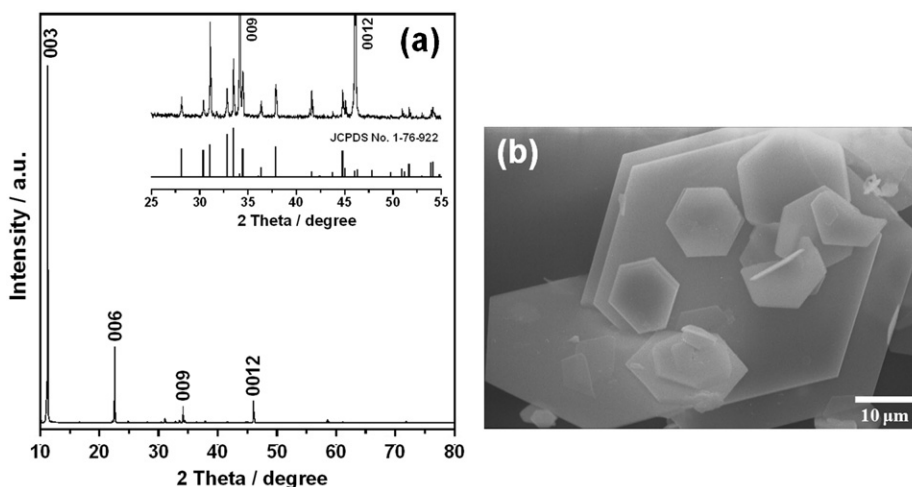 (a)
003
009
0012
JCPDS No. 1-76-922
25 30 35 40 45 50 55
2 Theta / degree
Intensity / a.u.
006
009
0012
10 20 30 40 50 60 70 80
2 Theta / degree
(b)
10 μm